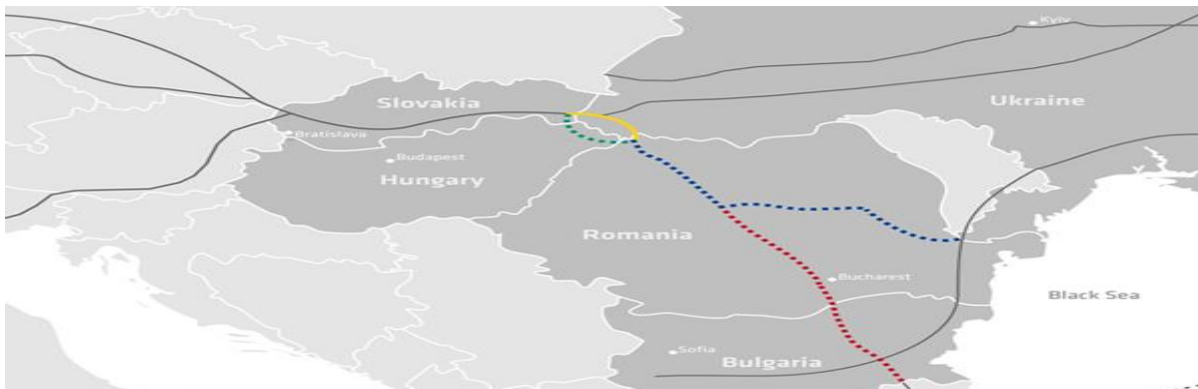 Kyiv
Slovakia
Ukraine
Bratislava
Budapest
Hungary
Romania
Bucharest
Black Sea
Sofia
Bulgaria